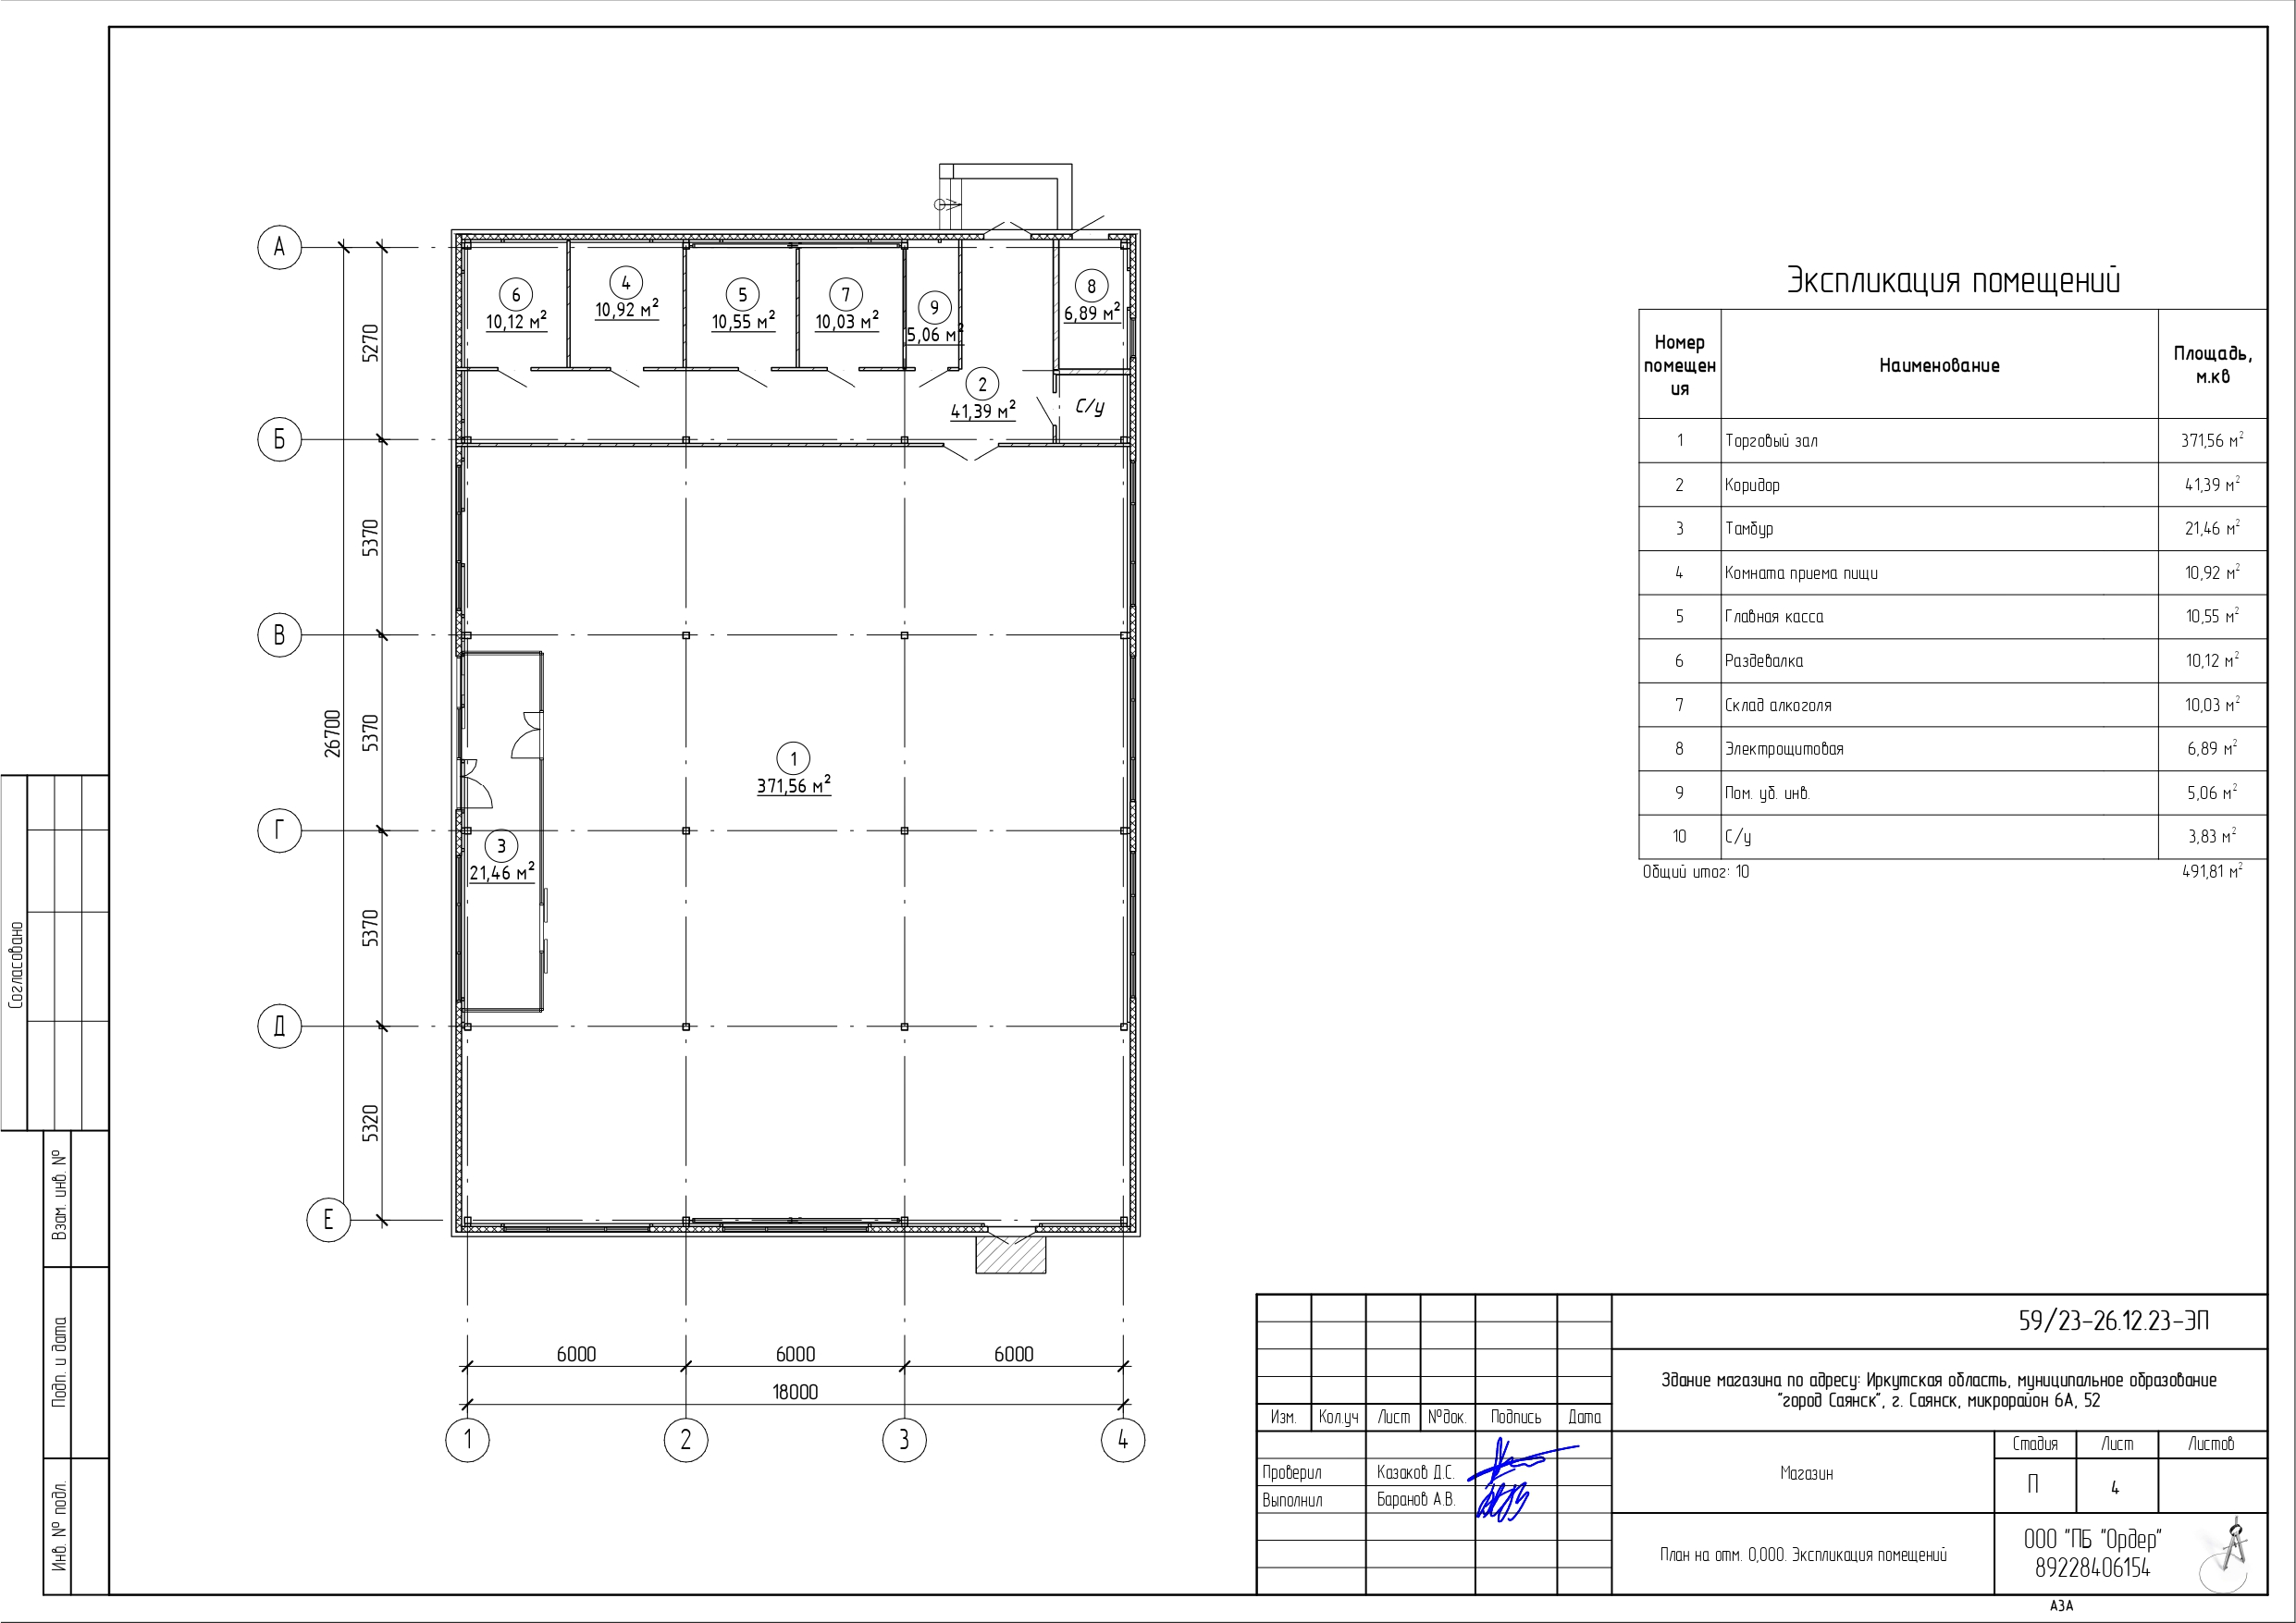 А
Б
В
Г
Д
Е
5270
5370
5370
5370
5320
26700
6
10,12 м²
4
10,92 м²
5
10,55 м²
7
10,03 м²
9
5,06 м²
8
6,89 м²
2
41,39 м²
С/у
1
371,56 м²
3
21,46 м²
6000 6000 6000
18000
1 2 3 4
Экспликация помещений
Номер помещен ия Наименование Площадь, м.кв
1 Торговый зал 371,56 м²
2 Коридор 41,39 м²
3 Тамбур 21,46 м²
4 Комната приема пищи 10,92 м²
5 Главная касса 10,55 м²
6 Раздевалка 10,12 м²
7 Склад алкоголя 10,03 м²
8 Электрощитовая 6,89 м²
9 Пом. уб. инв. 5,06 м²
10 С/у 3,83 м²
Общий итог: 10 491,81 м²
Согласовано
Взам. инв. №
Подп. и дата
Инв. № подл.
59/23-26.12.23-ЭП
Здание магазина по адресу: Иркутская область, муниципальное образование
"город Саянск", г. Саянск, микрорайон 6А, 52
Изм. Кол.уч Лист №док. Подпись Дата
Проверил Казаков Д.С.
Выполнил Баранов А.В.
Магазин
Стадия Лист Листов
П 4
План на отм. 0,000. Экспликация помещений
ООО "ПБ "Ордер"
89228406154
А3А